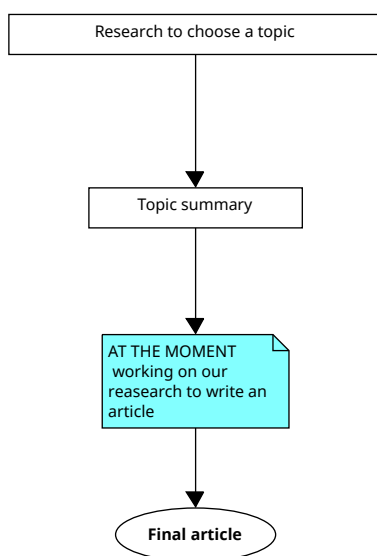 Research to choose a topic
Topic summary
AT THE MOMENT
working on our
reasearch to write an
article
Final article